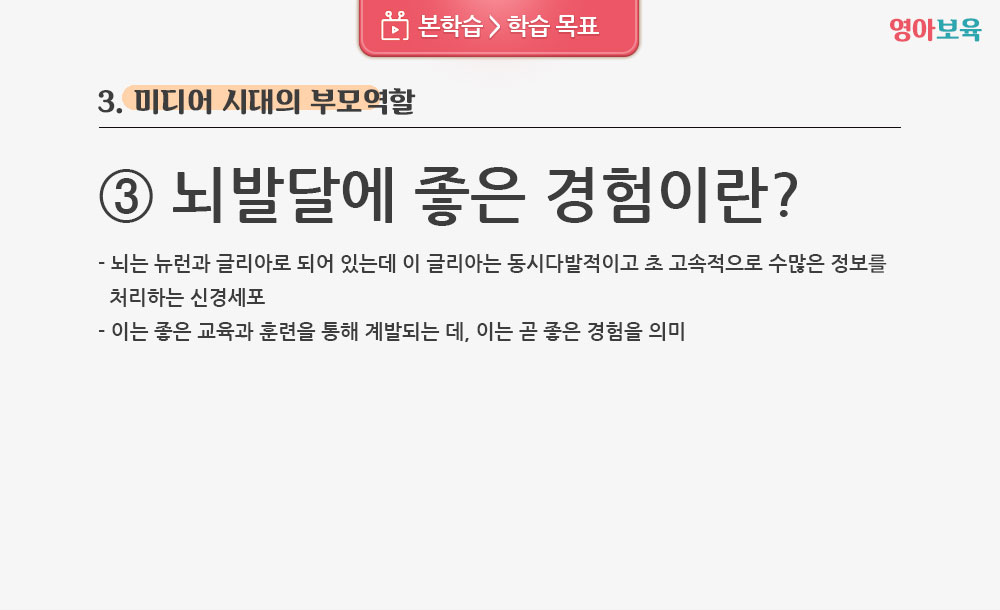 본학습 > 학습 목표
영아보육
3. 미디어 시대의 부모역할
③ 뇌발달에 좋은 경험이란?
- 뇌는 뉴런과 글리아로 되어 있는데 이 글리아는 동시다발적이고 초 고속적으로 수많은 정보를
처리하는 신경세포
- 이는 좋은 교육과 훈련을 통해 계발되는 데, 이는 곧 좋은 경험을 의미